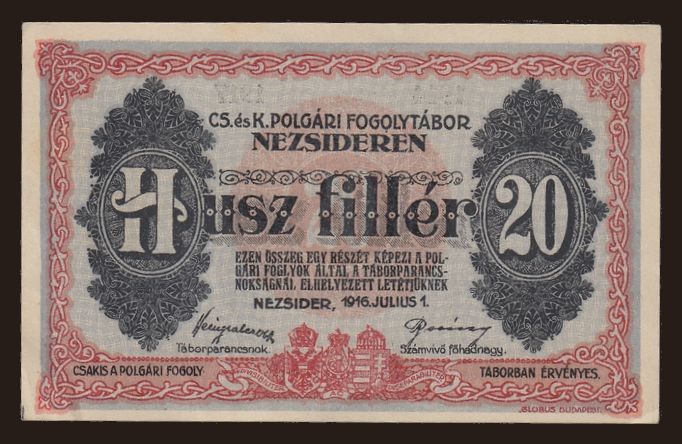 CS. és K. POLGÁRI FOGOLYTÁBOR
NEZSIDEREN
Husz fillér 20
EZEN ÖSSZEG EGY RÉSZÉT KÉPEZI A POL-
GÁRI FOGLYOK ÁLTAL A TÁBORPARANCS-
NOKSÁGNÁL ELHELYEZETT LETÉTJÜKNEK
NEZSIDER, 1916. JULIUS 1.
Táborparancsnok. Számvivő főhadnagy.
CSAKIS A POLGÁRI FOGOLY- TÁBORBAN ÉRVÉNYES.
GLOBUS BUDAPEST.